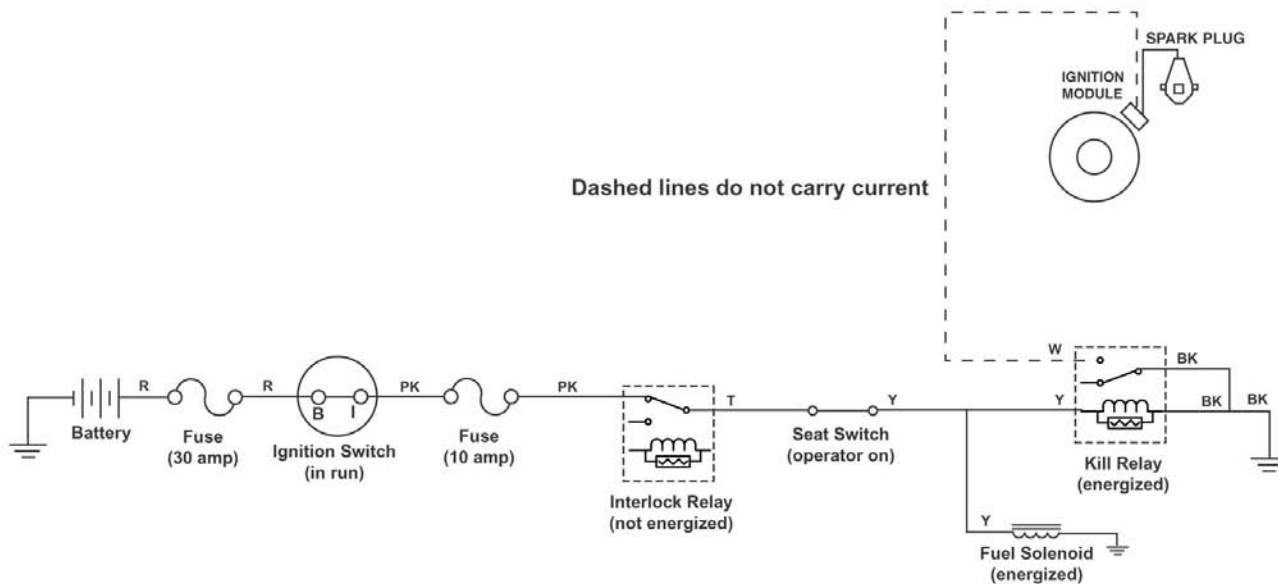 SPARK PLUG
IGNITION
MODULE
Dashed lines do not carry current
W
BK
R
R
PK
PK
T
Y
Y
BK
BK
B
I
Battery
Fuse
(30 amp)
Ignition Switch
(in run)
Fuse
(10 amp)
Interlock Relay
(not energized)
Seat Switch
(operator on)
Kill Relay
(energized)
Y
Fuel Solenoid
(energized)